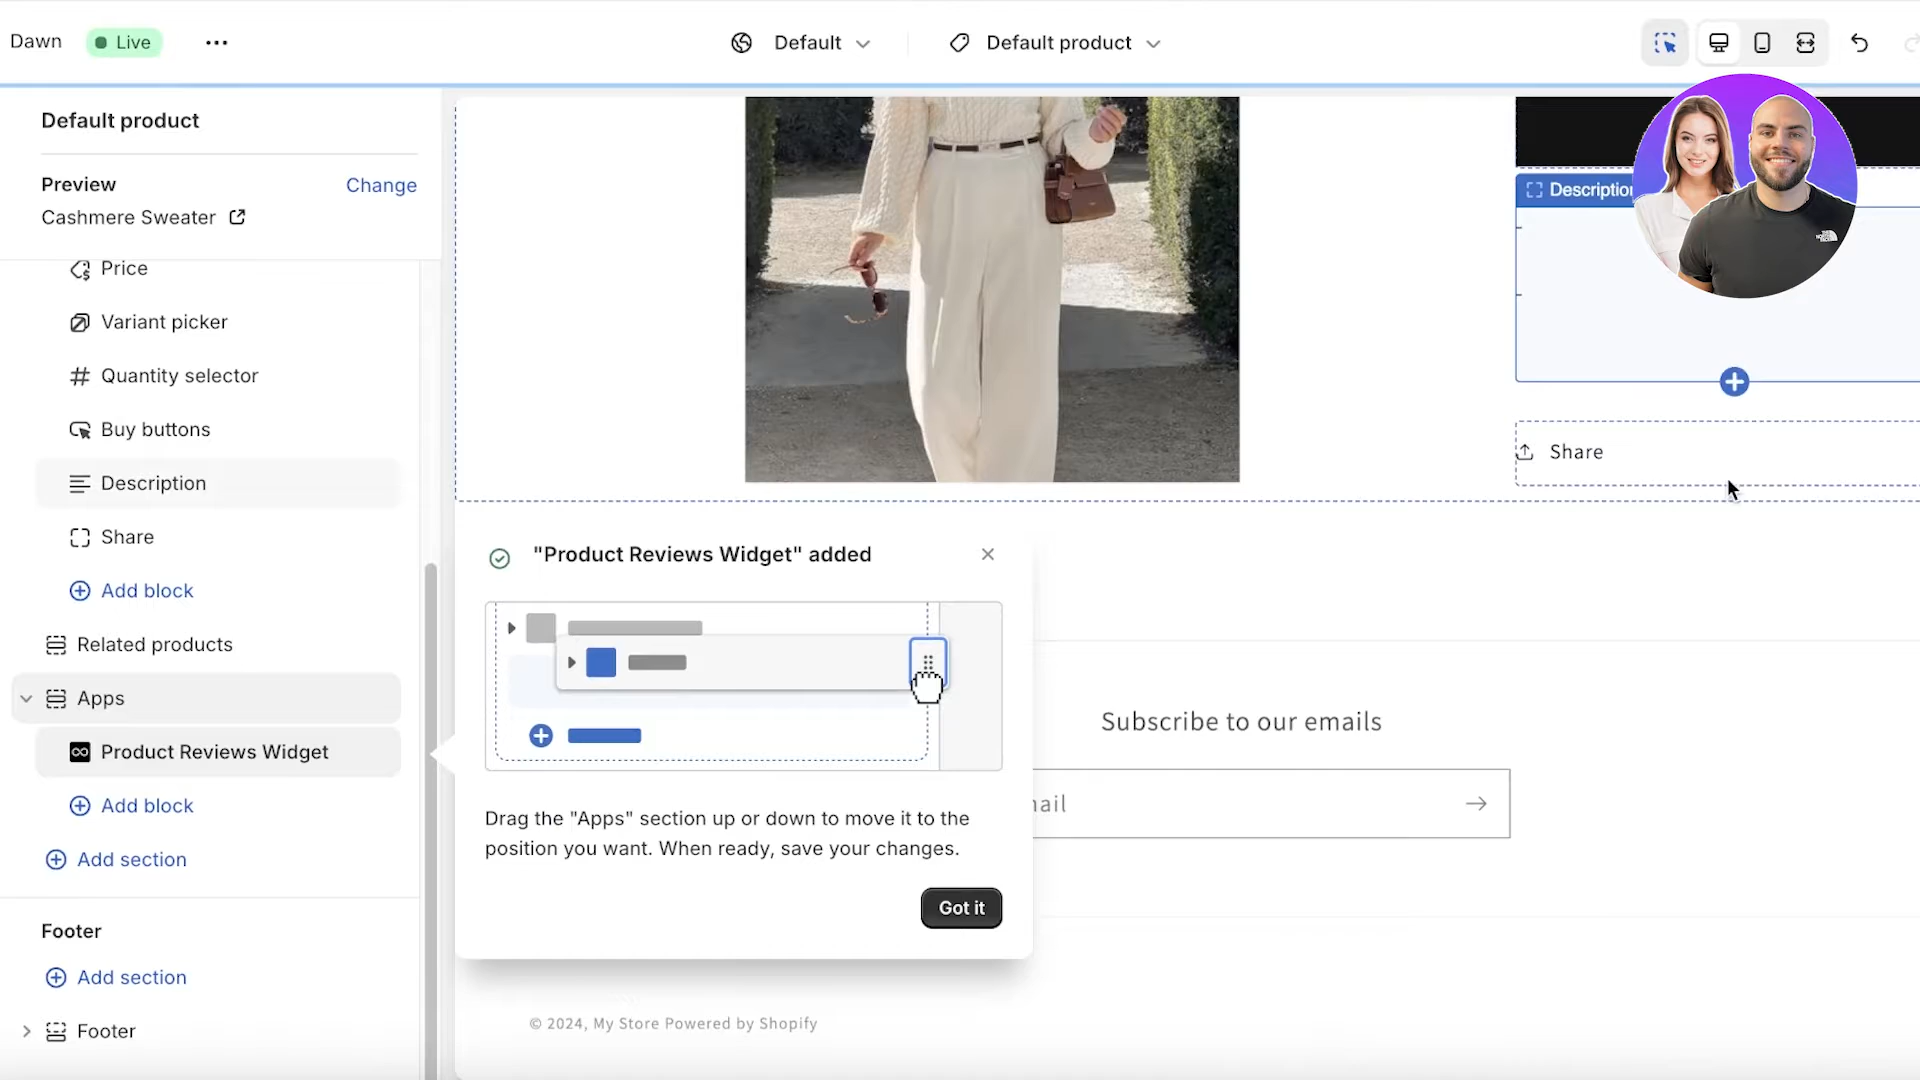 Dawn
Live
Default
Default product
Default product
Preview
Change
Cashmere Sweater
Price
Variant picker
Quantity selector
Buy buttons
Description
Share
Add block
Related products
Apps
Product Reviews Widget
Add block
Add section
Footer
Add section
Footer
Descriptio
Share
"Product Reviews Widget" added
Drag the "Apps" section up or down to move it to the
position you want. When ready, save your changes.
Got it
Subscribe to our emails
ail
© 2024, My Store Powered by Shopify